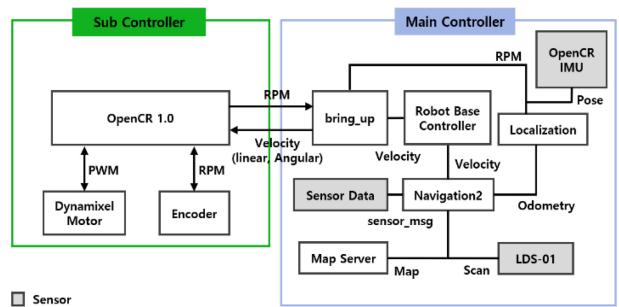 Sub Controller
Main Controller
OpenCR
IMU
RPM
Pose
OpenCR 1.0
RPM
Velocity
(linear, Angular)
bring_up
Robot Base
Controller
Localization
Velocity
Velocity
PWM
RPM
Dynamixel
Motor
Encoder
Sensor Data
sensor_msg
Navigation2
Odometry
Map Server
Map
Scan
LDS-01
Sensor